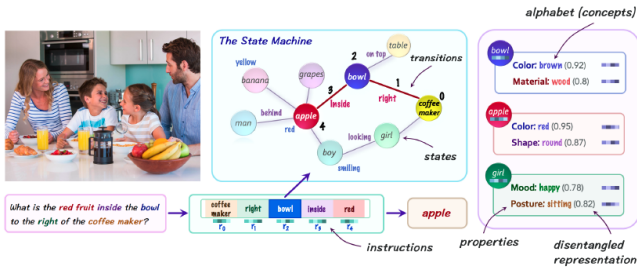 alphabet (concepts)
The State Machine
table
on top
2
bowl
transitions
yellow
banana
grapes
3
inside
1
right
0
coffee
maker
behind
apple
man
red
4
looking
girl
states
boy
smiling
bowl
Color: brown (0.92)
Material: wood (0.8)
apple
Color: red (0.95)
Shape: round (0.87)
girl
Mood: happy (0.78)
Posture: sitting (0.82)
What is the red fruit inside the bowl
to the right of the coffee maker?
coffee
maker
right
bowl
inside
red
r0
r1
r2
r3
r4
apple
instructions
properties
disentangled
representation